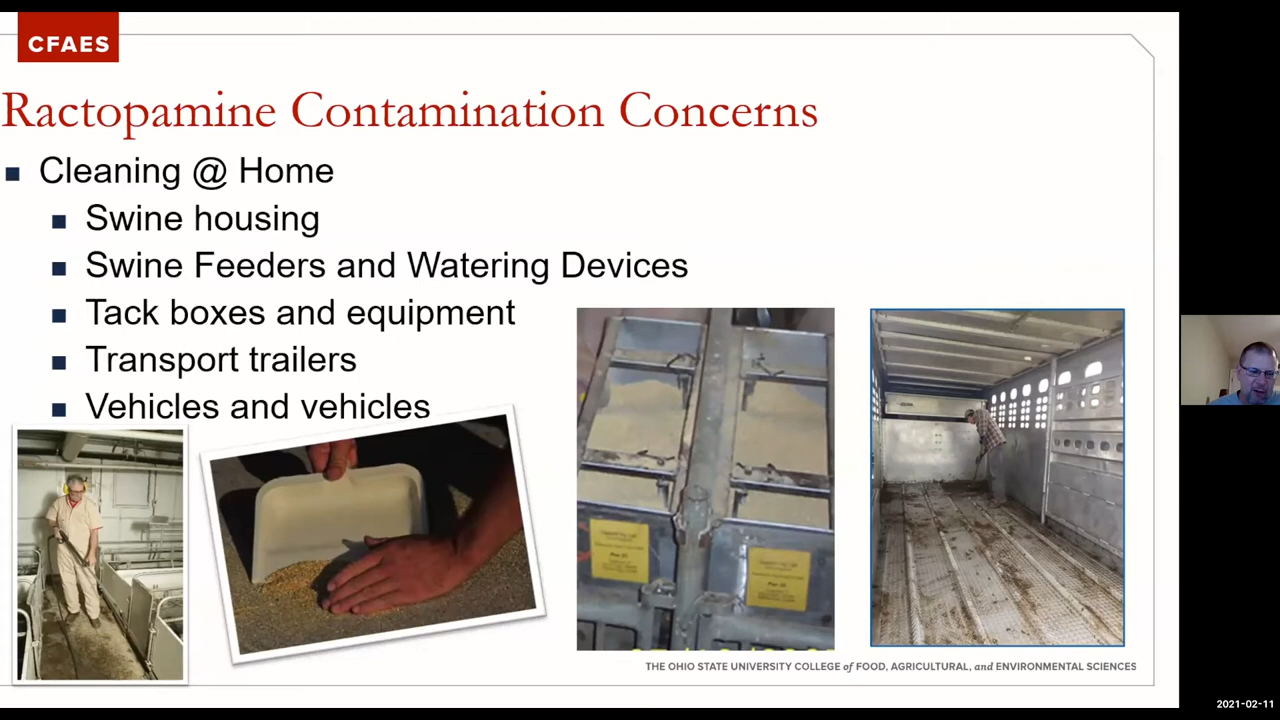 CFAES
Ractopamine Contamination Concerns
Cleaning @ Home
Swine housing
Swine Feeders and Watering Devices
Tack boxes and equipment
Transport trailers
Vehicles and vehicles
THE OHIO STATE UNIVERSITY COLLEGE of FOOD, AGRICULTURAL, and ENVIRONMENTAL SCIENCES
2021-02-11